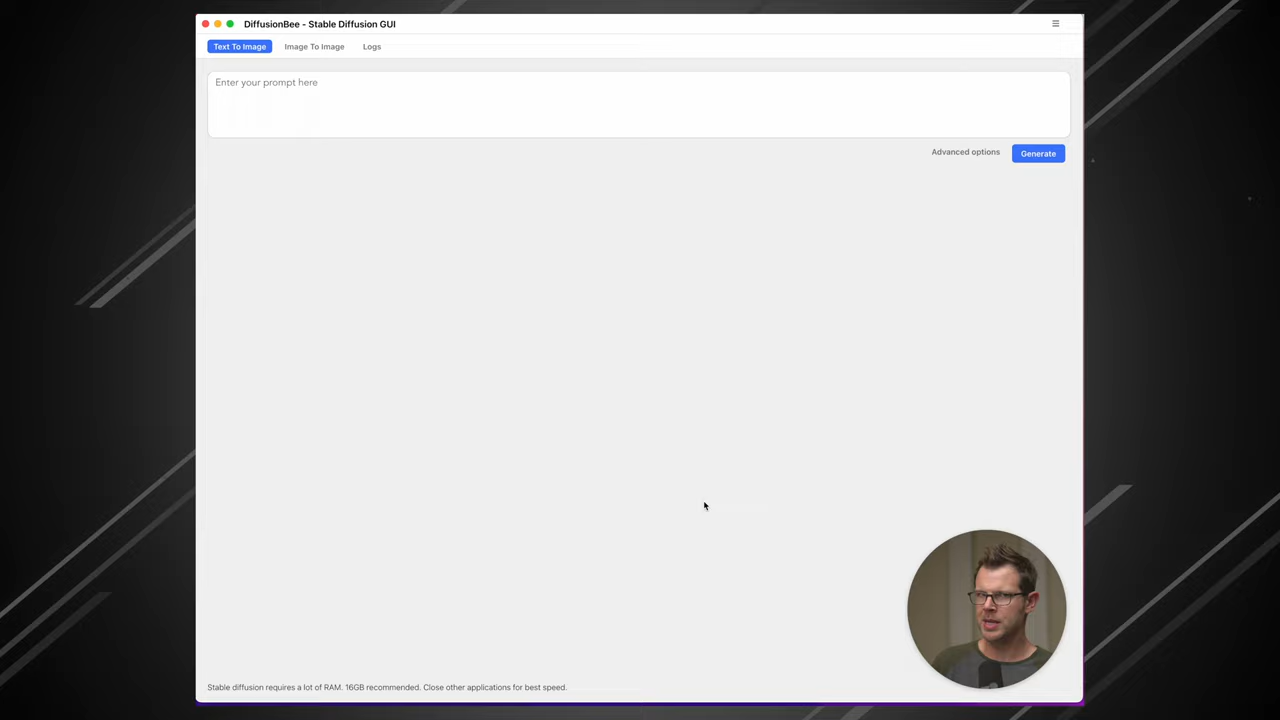 DiffusionBee - Stable Diffusion GUI
Text To Image
Image To Image
Logs
Enter your prompt here
Advanced options
Generate
Stable diffusion requires a lot of RAM. 16GB recommended. Close other applications for best speed.